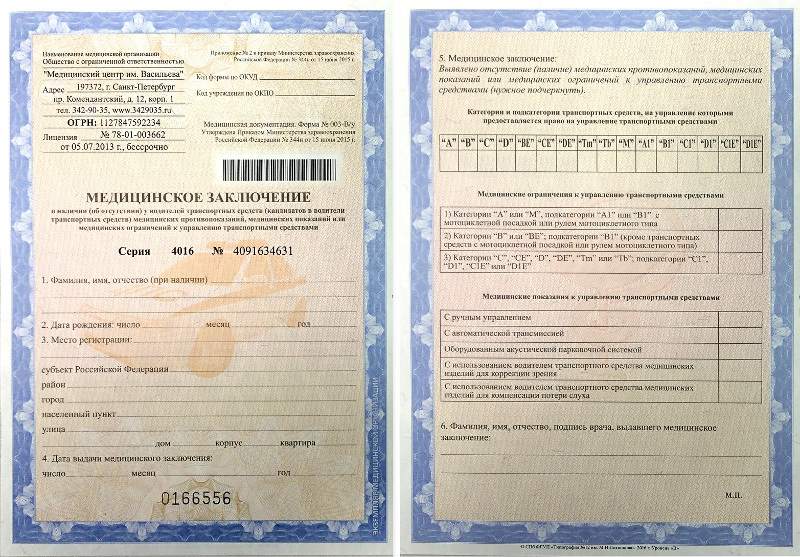 Наименование медицинской организации
Общество с ограниченной ответственностью
"Медицинский центр им. Васильева"
Адрес 197372, г. Санкт-Петербург
пр. Комендантский, д. 12, корп. 1
тел. 342-90-35, www.3429035.ru
ОГРН: 1127847592234
Лицензия № 78-01-003662
от 05.07.2013 г., бессрочно
Приложение № 2 к приказу Министерства здравоохранения
Российской Федерации № 344н от 15 июня 2015 г.
Код формы по ОКУД
Код учреждения по ОКПО
Медицинская документация. Форма № 003-В/у
Утверждена Приказом Министерства здравоохранения
Российской Федерации № 344н от 15 июня 2015 г.
МЕДИЦИНСКОЕ ЗАКЛЮЧЕНИЕ
о наличии (об отсутствии) у водителей транспортных средств (кандидатов в водители
транспортных средств) медицинских противопоказаний, медицинских показаний или
медицинских ограничений к управлению транспортными средствами
Серия 4016 № 4091634631
1. Фамилия, имя, отчество (при наличии)
2. Дата рождения: число месяц год
3. Место регистрации:
субъект Российской Федерации
район
город
населенный пункт
улица
дом корпус квартира
4. Дата выдачи медицинского заключения:
число месяц год
0166556
ЭКЗЕМПЛЯР МЕДИЦИНСКОЙ ОРГАНИЗАЦИИ
5. Медицинское заключение:
Выявлено отсутствие (наличие) медицинских противопоказаний, медицинских
показаний или медицинских ограничений к управлению транспортными
средствами (нужное подчеркнуть).
Категории и подкатегории транспортных средств, на управление которыми
предоставляется право на управление транспортными средствами
"A" "B" "C" "D" "BE" "CE" "DE" "Tm" "Tb" "M" "A1" "B1" "C1" "D1" "C1E" "D1E"
Медицинские ограничения к управлению транспортными средствами
1) Категории "A" или "M", подкатегории "A1" или "B1" с
мотоциклетной посадкой или рулем мотоциклетного типа
2) Категории "B" или "BE"; подкатегории "B1" (кроме транспортных
средств с мотоциклетной посадкой или рулем мотоциклетного типа)
3) Категории "C", "CE", "D", "DE", "Tm" или "Tb"; подкатегории "C1",
"D1", "C1E" или "D1E"
Медицинские показания к управлению транспортными средствами
С ручным управлением
С автоматической трансмиссией
Оборудованным акустической парковочной системой
С использованием водителем транспортного средства медицинских
изделий для коррекции зрения
С использованием водителем транспортного средства медицинских
изделий для компенсации потери слуха
6. Фамилия, имя, отчество, подпись врача, выдавшего медицинское
заключение:
М.П.